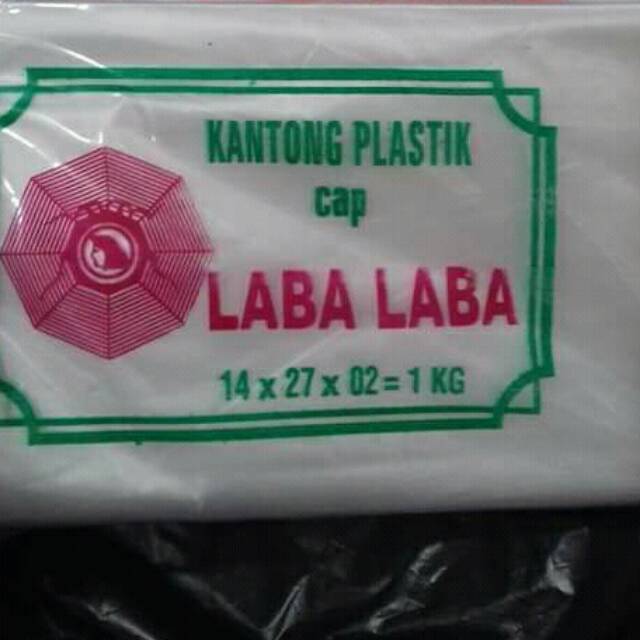 KANTONG PLASTIK
cap
LABA LABA
14 x 27 x 02 = 1 KG